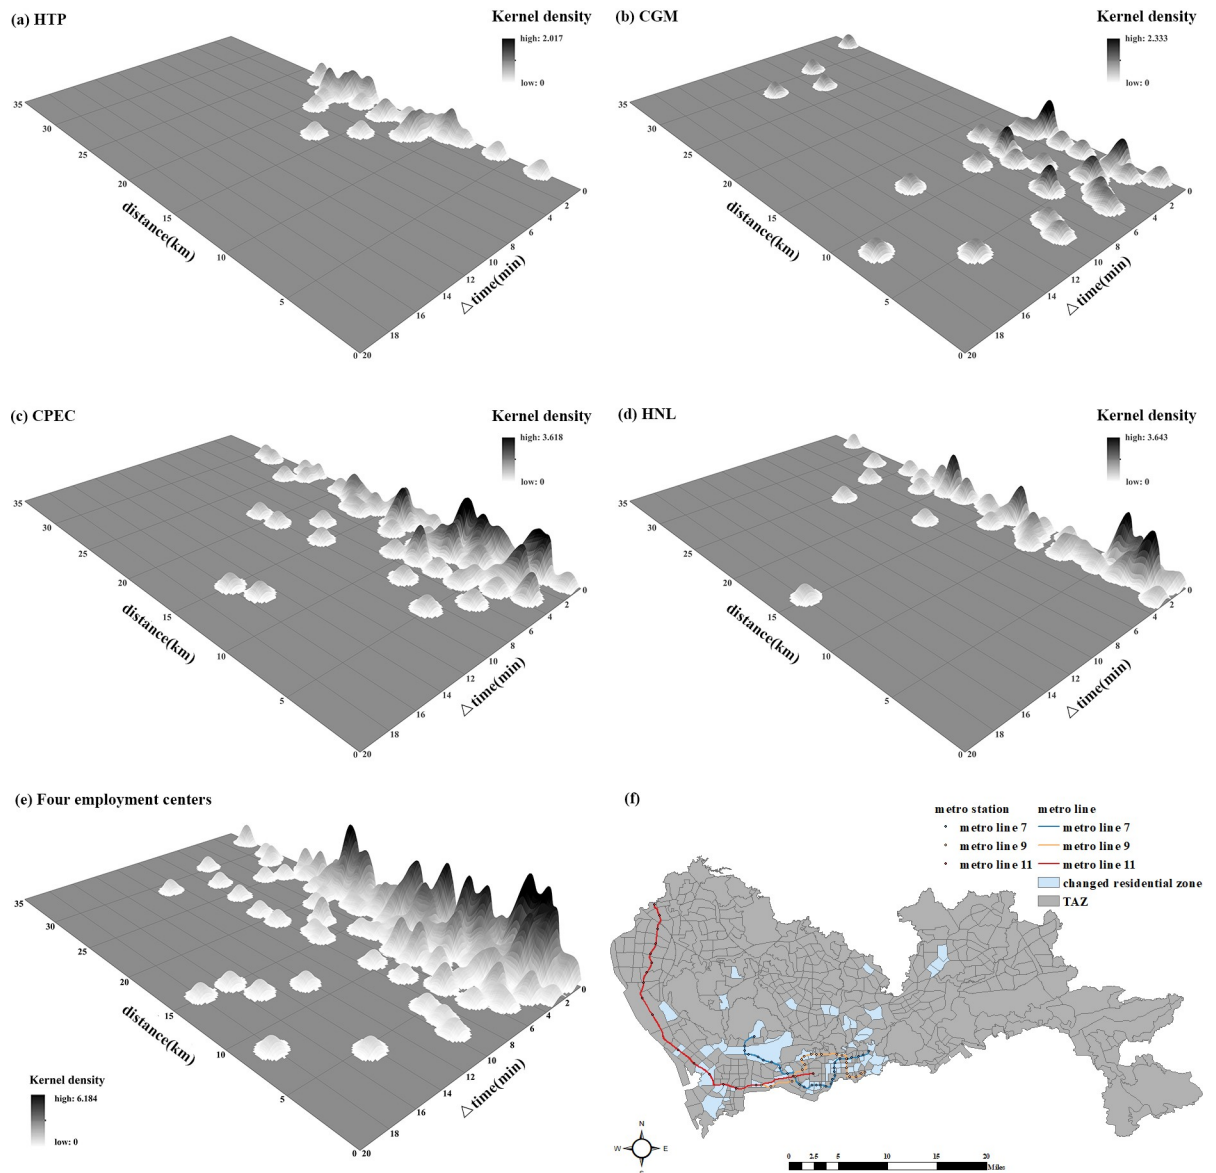 (a) HTP
Kernel density
high: 2.017
low: 0
35
30
25
20
15
10
5
0
distance(km)
0
2
4
6
8
10
12
14
16
18
20
△time(min)
(b) CGM
Kernel density
high: 2.333
low: 0
35
30
25
20
15
10
5
0
distance(km)
0
2
4
6
8
10
12
14
16
18
20
△time(min)
(c) CPEC
Kernel density
high: 3.618
low: 0
35
30
25
20
15
10
5
0
distance(km)
0
2
4
6
8
10
12
14
16
18
20
△time(min)
(d) HNL
Kernel density
high: 3.643
low: 0
35
30
25
20
15
10
5
0
distance(km)
0
2
4
6
8
10
12
14
16
18
20
△time(min)
(e) Four employment centers
35
30
25
20
15
10
5
0
distance(km)
0
2
4
6
8
10
12
14
16
18
20
△time(min)
Kernel density
high: 6.184
low: 0
(f)
metro station
metro line 7
metro line 9
metro line 11
metro line
metro line 7
metro line 9
metro line 11
changed residential zone
TAZ
N
W E
0 2.5 5 10 15 20
Miles